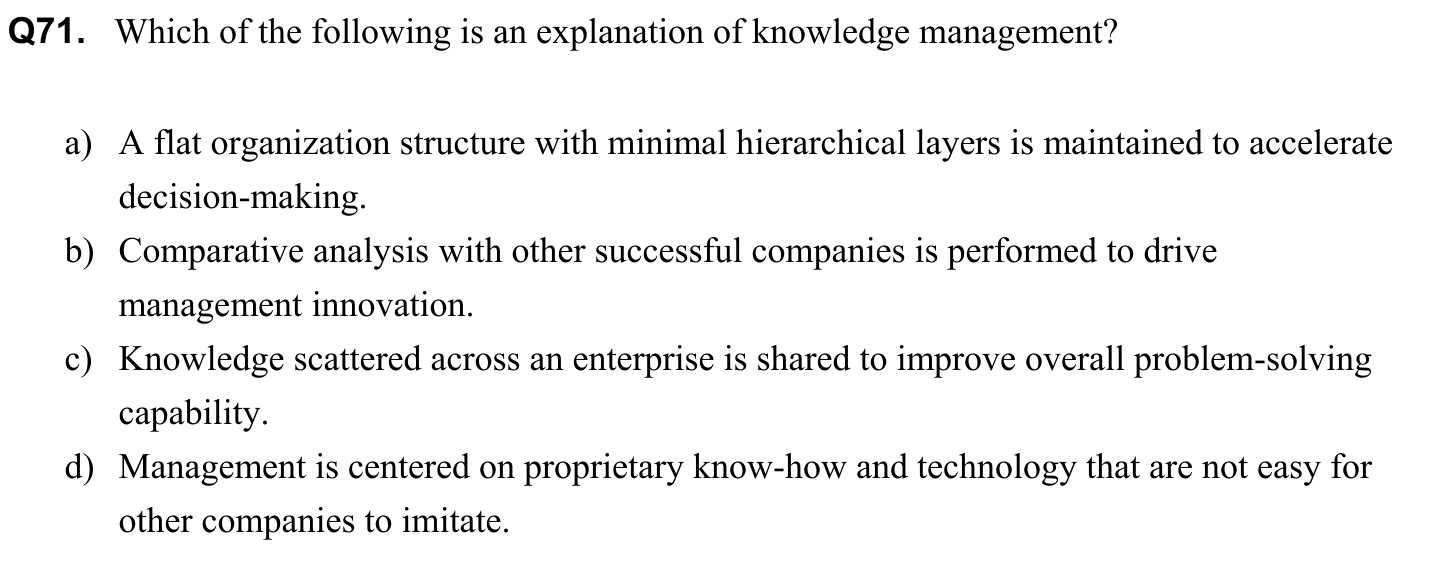 Q71. Which of the following is an explanation of knowledge management?
a) A flat organization structure with minimal hierarchical layers is maintained to accelerate
decision-making.
b) Comparative analysis with other successful companies is performed to drive
management innovation.
c) Knowledge scattered across an enterprise is shared to improve overall problem-solving
capability.
d) Management is centered on proprietary know-how and technology that are not easy for
other companies to imitate.